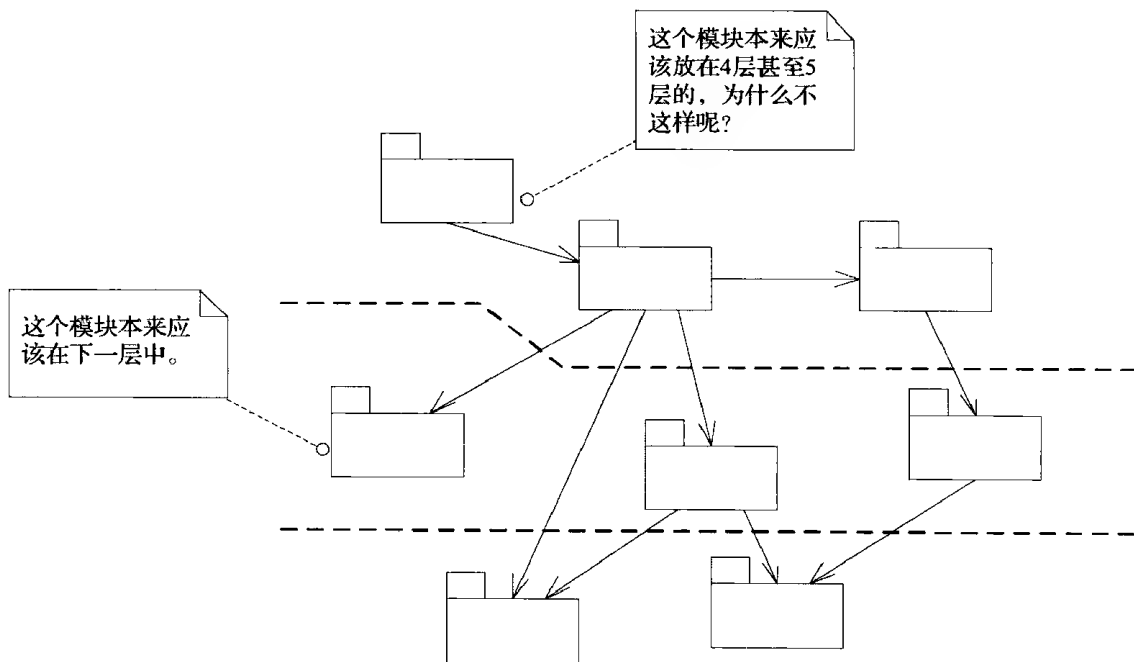 这个模块本来应
该放在4层甚至5
层的，为什么不
这样呢？
这个模块本来应
该在下一层中。